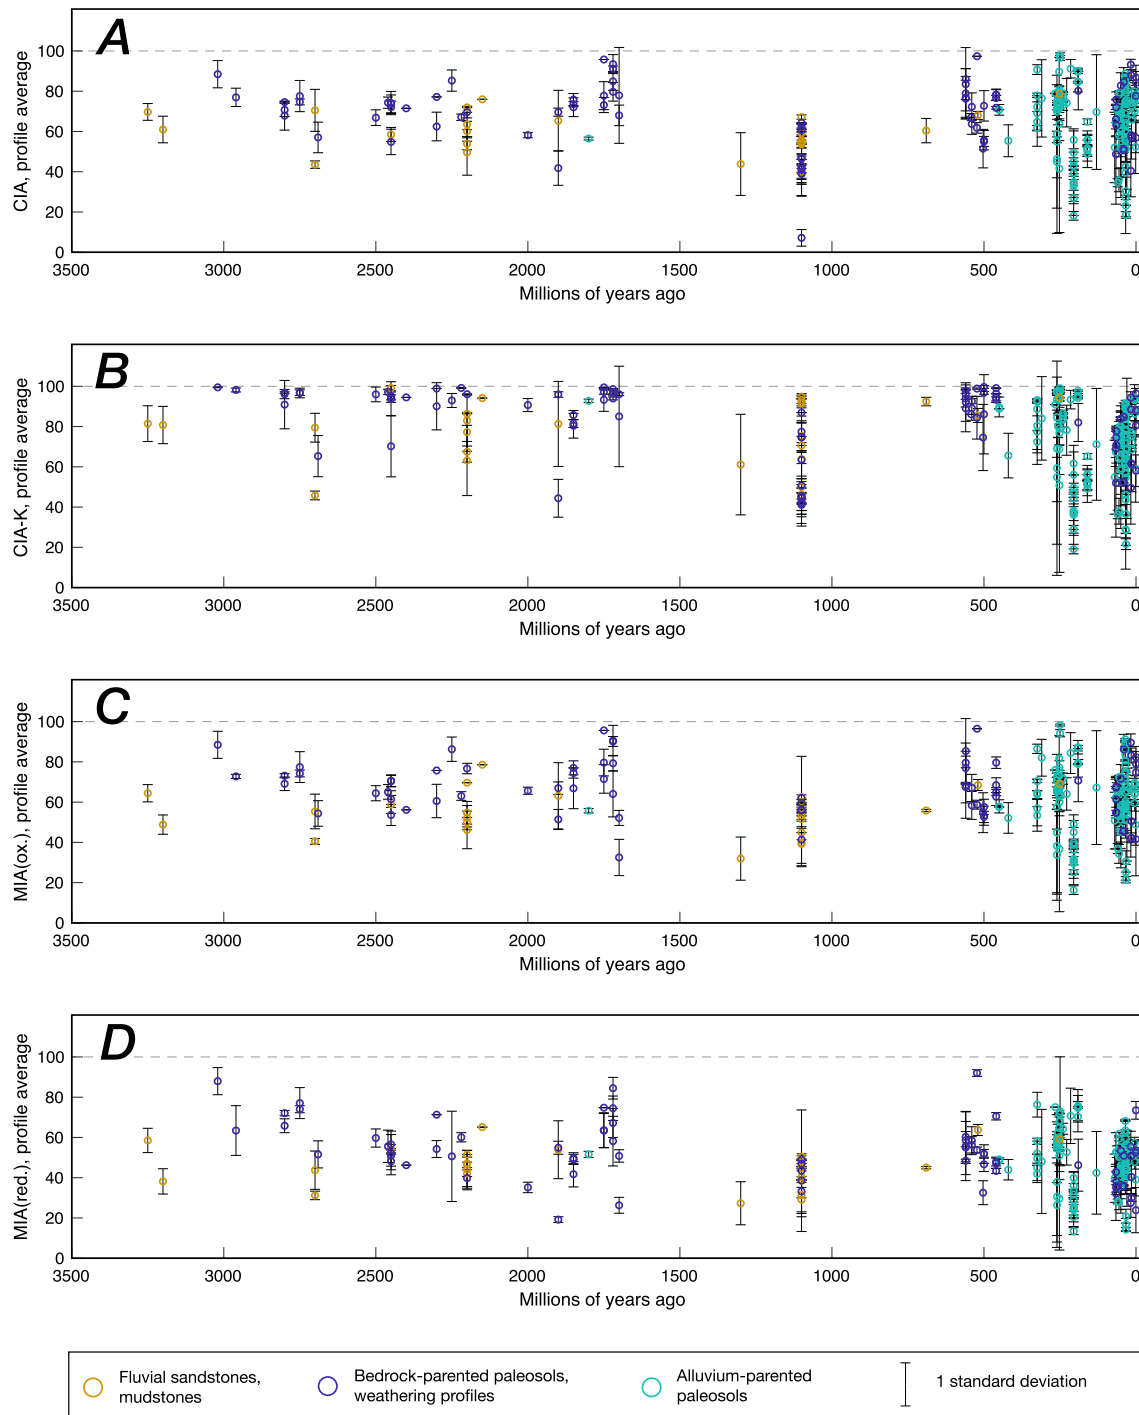 A
CIA, profile average
100
80
60
40
20
0
3500 3000 2500 2000 1500 1000 500 0
Millions of years ago
B
CIA-K, profile average
100
80
60
40
20
0
3500 3000 2500 2000 1500 1000 500 0
Millions of years ago
C
MIA(ox.), profile average
100
80
60
40
20
0
3500 3000 2500 2000 1500 1000 500 0
Millions of years ago
D
MIA(red.), profile average
100
80
60
40
20
0
3500 3000 2500 2000 1500 1000 500 0
Millions of years ago
Fluvial sandstones,
mudstones
Bedrock-parented paleosols,
weathering profiles
Alluvium-parented
paleosols
1 standard deviation